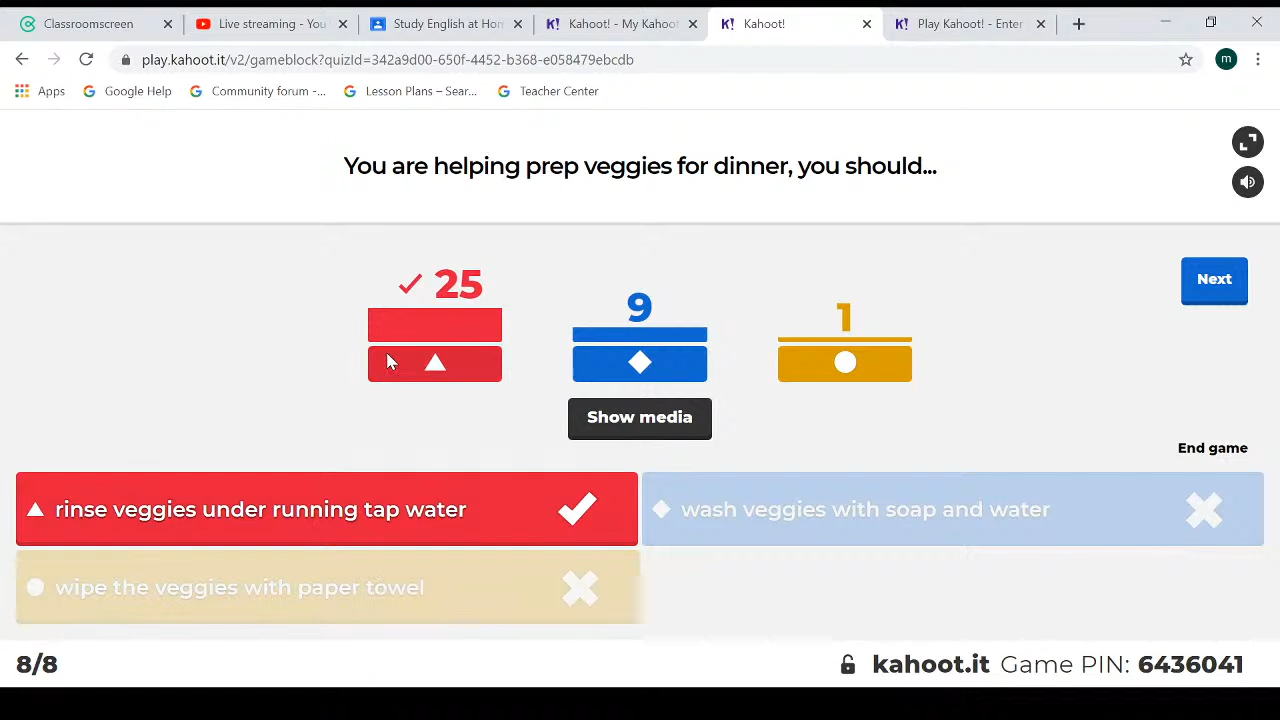 Classroomscreen
Live streaming - You
Study English at Hon
K! Kahoot! - My Kahoot
K! Kahoot!
K! Play Kahoot! - Enter
play.kahoot.it/v2/gameblock?quizId=342a9d00-650f-4452-b368-e058479ebcdb
m
Apps
Google Help
Community forum -...
Lesson Plans – Sear...
Teacher Center
You are helping prep veggies for dinner, you should...
25
9
1
Next
Show media
End game
rinse veggies under running tap water
wash veggies with soap and water
wipe the veggies with paper towel
8/8
kahoot.it Game PIN: 6436041